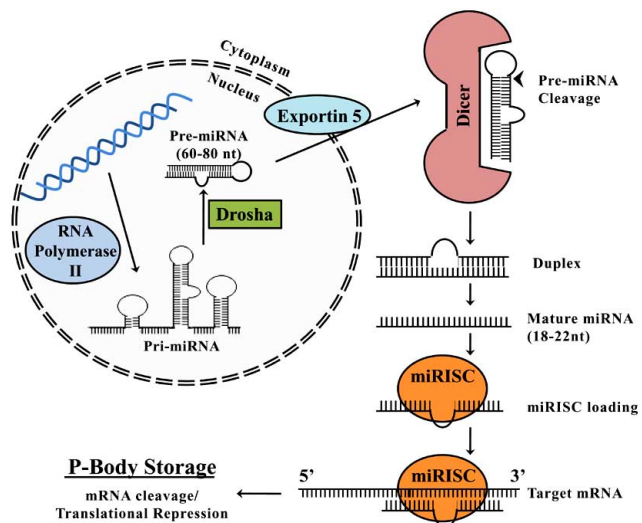 Cytoplasm
Nucleus
Exportin 5
Pre-miRNA
(60-80 nt)
Drosha
RNA
Polymerase
II
Pri-miRNA
Dicer
Pre-miRNA
Cleavage
Duplex
Mature miRNA
(18-22nt)
miRISC
miRISC loading
P-Body Storage
mRNA cleavage/
Translational Repression
5’
miRISC
3’
Target mRNA